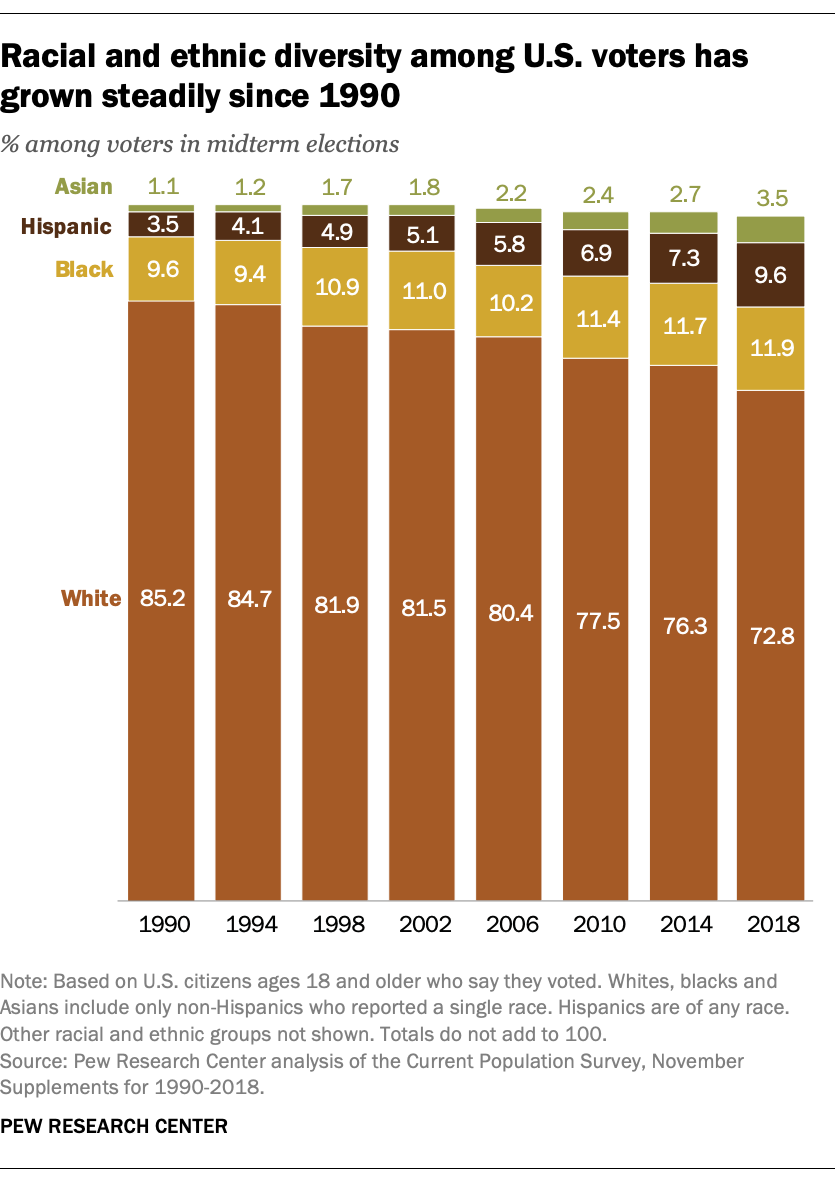 Racial and ethnic diversity among U.S. voters has
grown steadily since 1990
% among voters in midterm elections
Asian 1.1 1.2 1.7 1.8 2.2 2.4 2.7 3.5
Hispanic 3.5 4.1 4.9 5.1 5.8 6.9 7.3 9.6
Black 9.6 9.4 10.9 11.0 10.2 11.4 11.7 11.9
White 85.2 84.7 81.9 81.5 80.4 77.5 76.3 72.8
1990 1994 1998 2002 2006 2010 2014 2018
Note: Based on U.S. citizens ages 18 and older who say they voted. Whites, blacks and
Asians include only non-Hispanics who reported a single race. Hispanics are of any race.
Other racial and ethnic groups not shown. Totals do not add to 100.
Source: Pew Research Center analysis of the Current Population Survey, November
Supplements for 1990-2018.
PEW RESEARCH CENTER